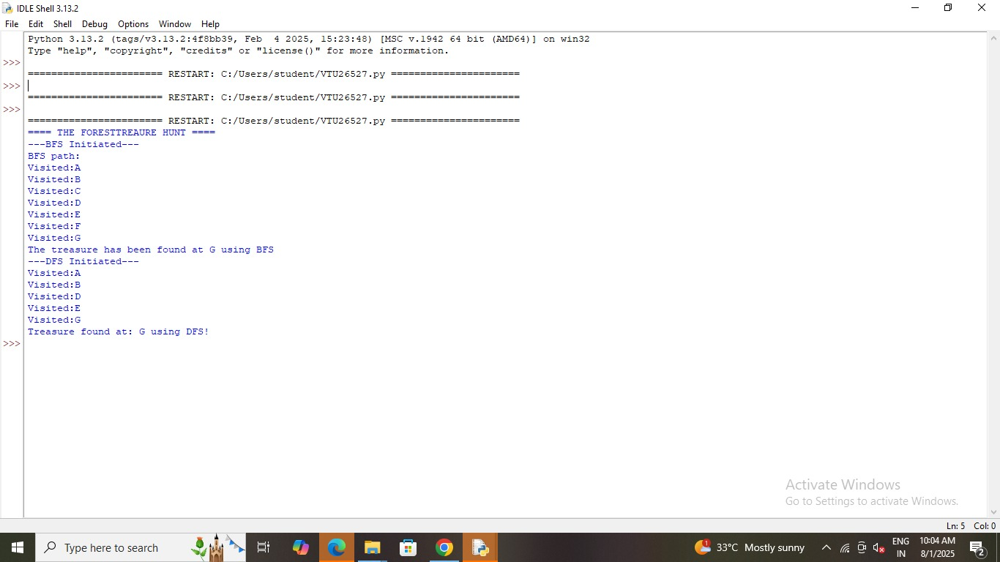 IDLE Shell 3.13.2
File Edit Shell Debug Options Window Help
Python 3.13.2 (tags/v3.13.2:4f8bb39, Feb  4 2025, 15:23:48) [MSC v.1942 64 bit (AMD64)] on win32
Type "help", "copyright", "credits" or "license()" for more information.
>>>
======================= RESTART: C:/Users/student/VTU26527.py ======================
>>>
======================= RESTART: C:/Users/student/VTU26527.py ======================
>>>
======================= RESTART: C:/Users/student/VTU26527.py ======================
==== THE FORESTTREAURE HUNT ====
---BFS Initiated---
BFS path:
Visited:A
Visited:B
Visited:C
Visited:D
Visited:E
Visited:F
Visited:G
The treasure has been found at G using BFS
---DFS Initiated---
Visited:A
Visited:B
Visited:D
Visited:E
Visited:G
Treasure found at: G using DFS!
>>>
Activate Windows
Go to Settings to activate Windows.
Ln: 5 Col: 0
Type here to search
1
33°C Mostly sunny
ENG
IN
10:04 AM
8/1/2025
2